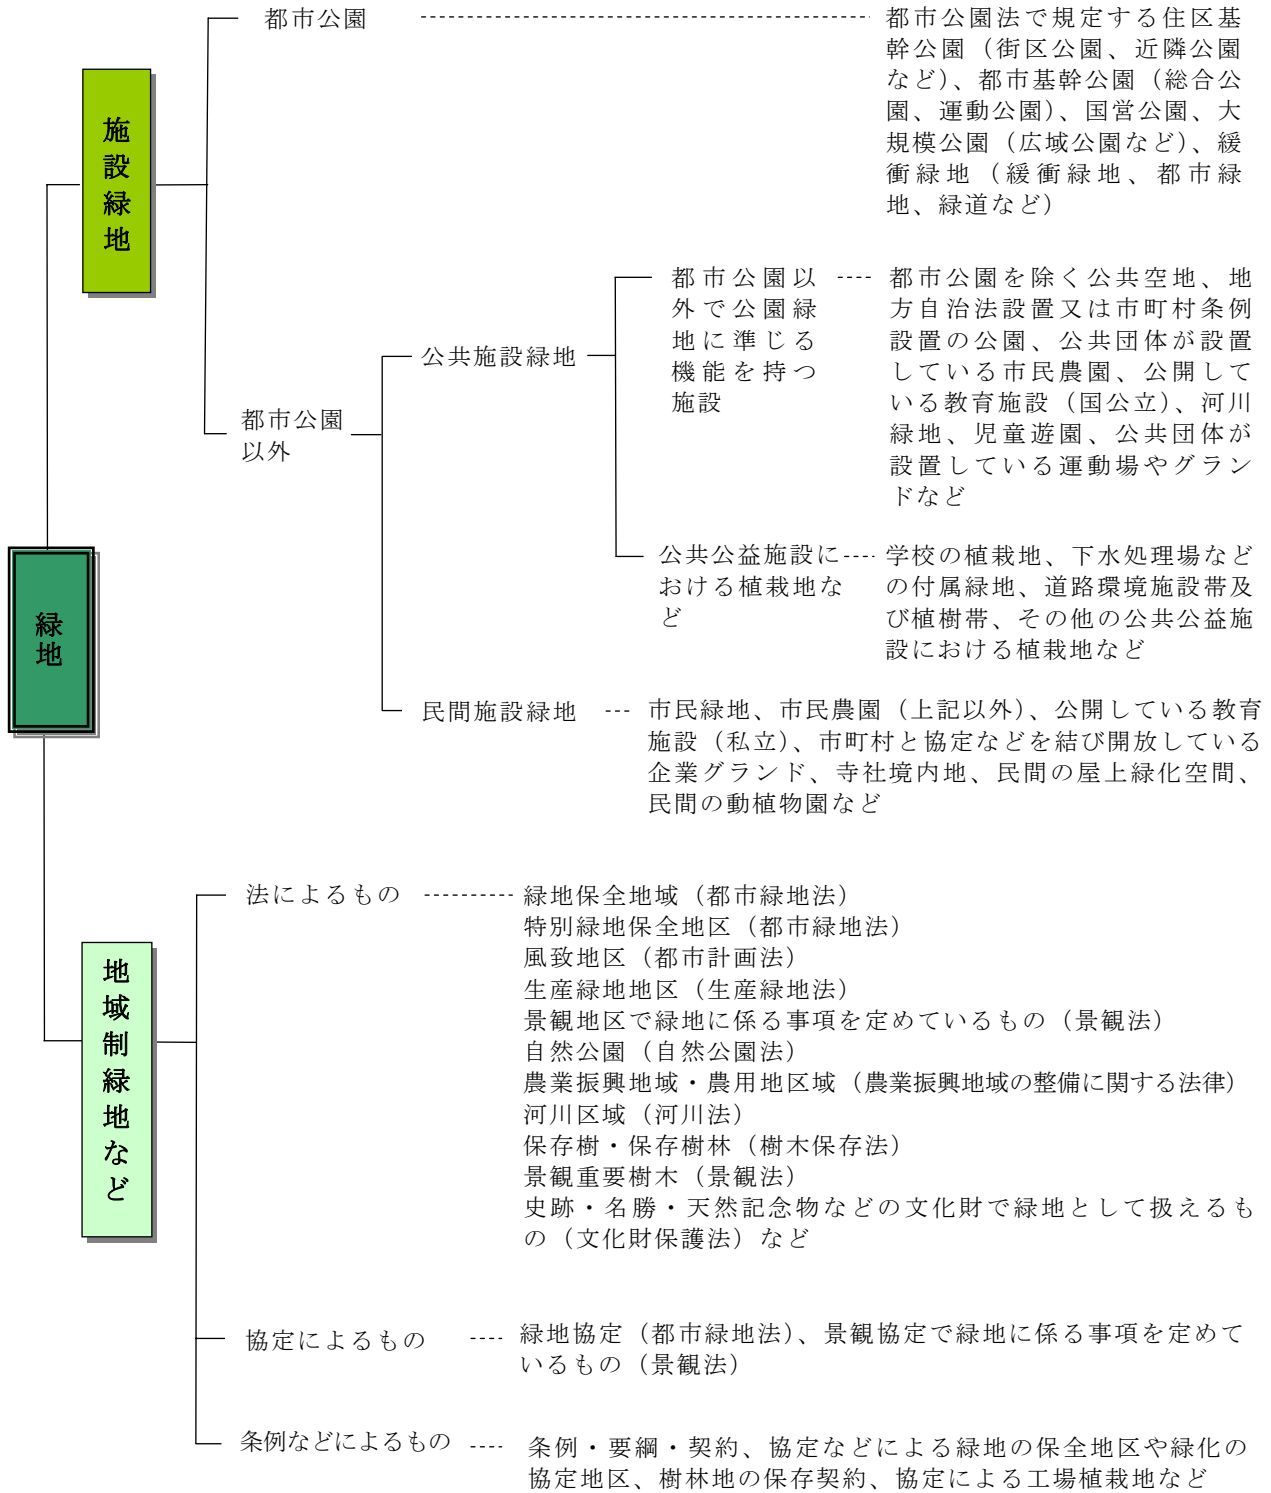 緑地
施設緑地
都市公園
都市公園法で規定する住区基
幹公園（街区公園、近隣公園
など）、都市基幹公園（総合公
園、運動公園）、国営公園、大
規模公園（広域公園など）、緩
衝緑地（緩衝緑地、都市緑
地、緑道など）
都市公園
以外
公共施設緑地
都市公園以
外で公園緑
地に準じる
機能を持つ
施設
都市公園を除く公共空地、地
方自治法設置又は市町村条例
設置の公園、公共団体が設置
している市民農園、公開して
いる教育施設（国公立）、河川
緑地、児童遊園、公共団体が
設置している運動場やグラン
ドなど
公共公益施設に
おける植栽地な
ど
学校の植栽地、下水処理場など
の付属緑地、道路環境施設帯及
び植樹帯、その他の公共公益施
設における植栽地など
民間施設緑地
市民緑地、市民農園（上記以外）、公開している教育
施設（私立）、市町村と協定などを結び開放している
企業グランド、寺社境内地、民間の屋上緑化空間、
民間の動植物園など
地域制緑地など
法によるもの
緑地保全地域（都市緑地法）
特別緑地保全地区（都市緑地法）
風致地区（都市計画法）
生産緑地地区（生産緑地法）
景観地区で緑地に係る事項を定めているもの（景観法）
自然公園（自然公園法）
農業振興地域・農用地区域（農業振興地域の整備に関する法律）
河川区域（河川法）
保存樹・保存樹林（樹木保存法）
景観重要樹木（景観法）
史跡・名勝・天然記念物などの文化財で緑地として扱えるも
の（文化財保護法）など
協定によるもの
緑地協定（都市緑地法）、景観協定で緑地に係る事項を定めて
いるもの（景観法）
条例などによるもの
条例・要綱・契約、協定などによる緑地の保全地区や緑化の
協定地区、樹林地の保存契約、協定による工場植栽地など